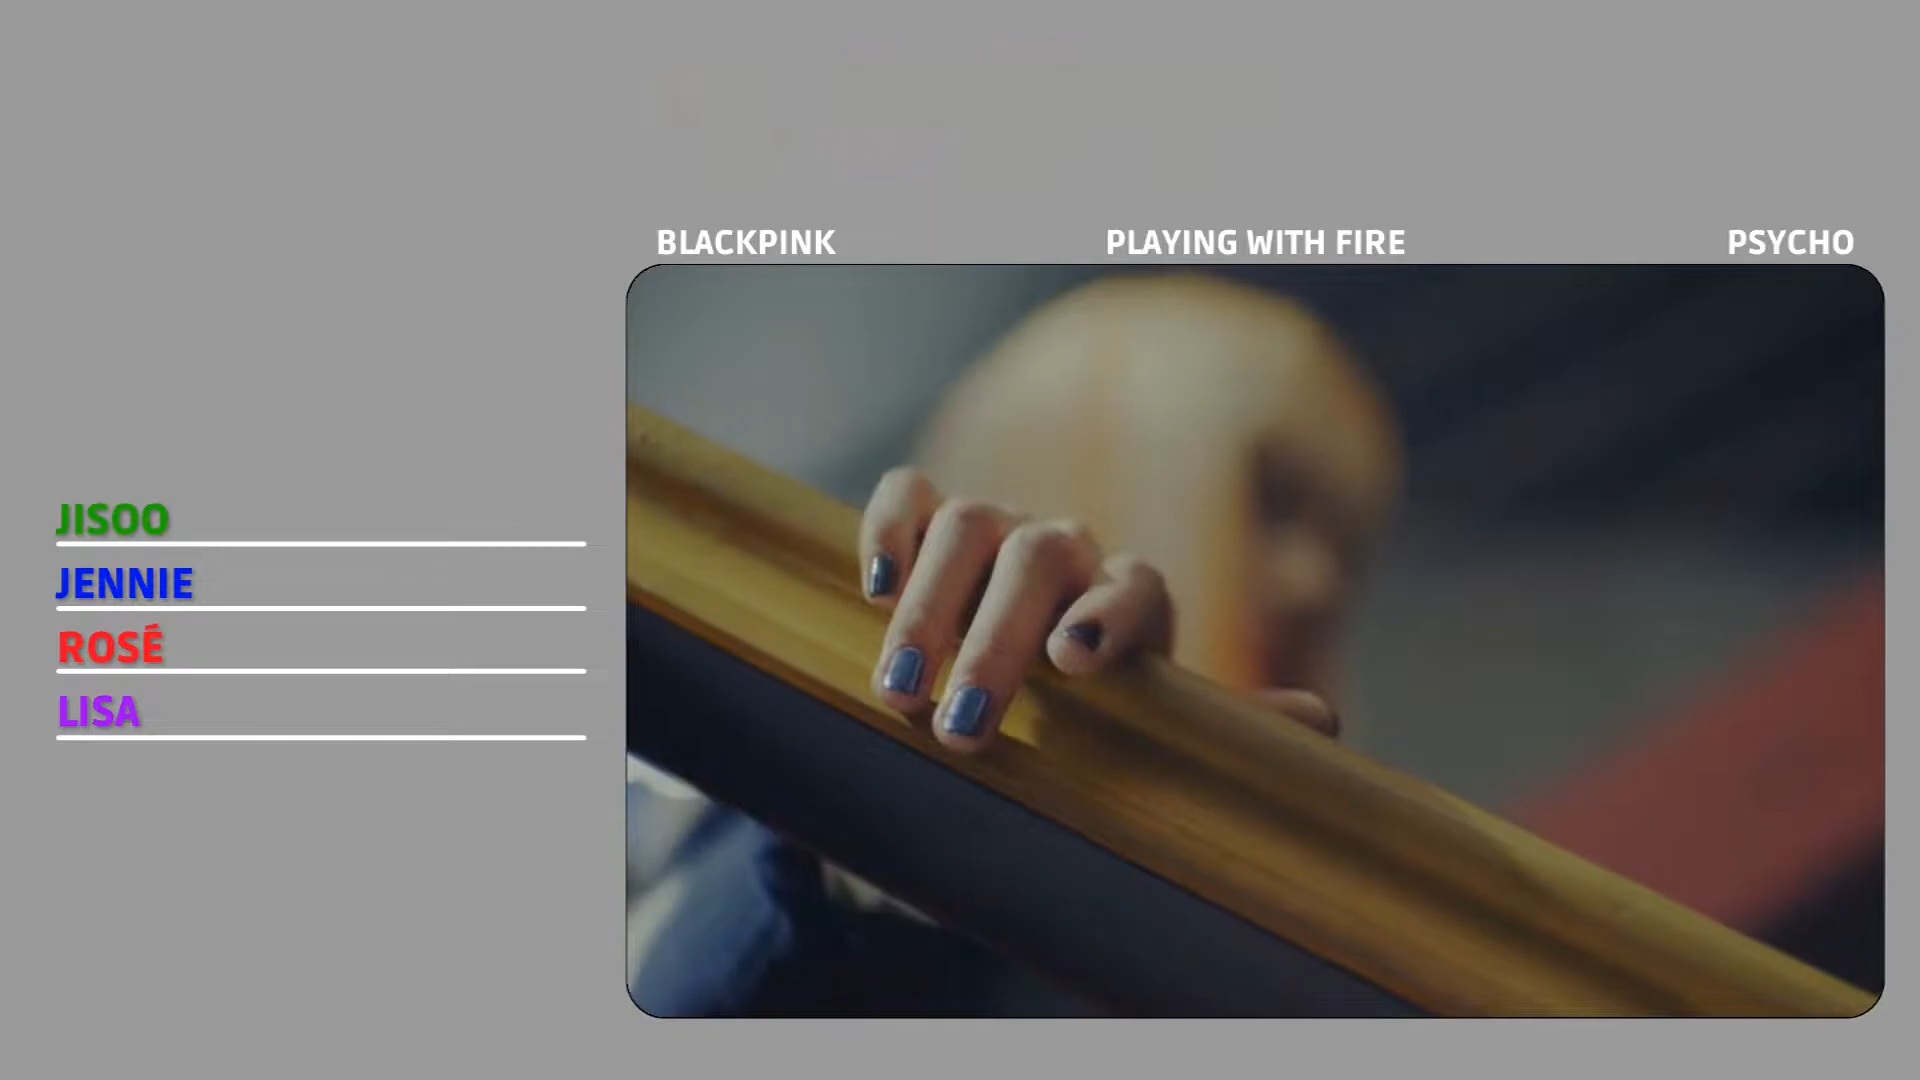 BLACKPINK PLAYING WITH FIRE PSYCHO
JISOO
JENNIE
ROSÉ
LISA